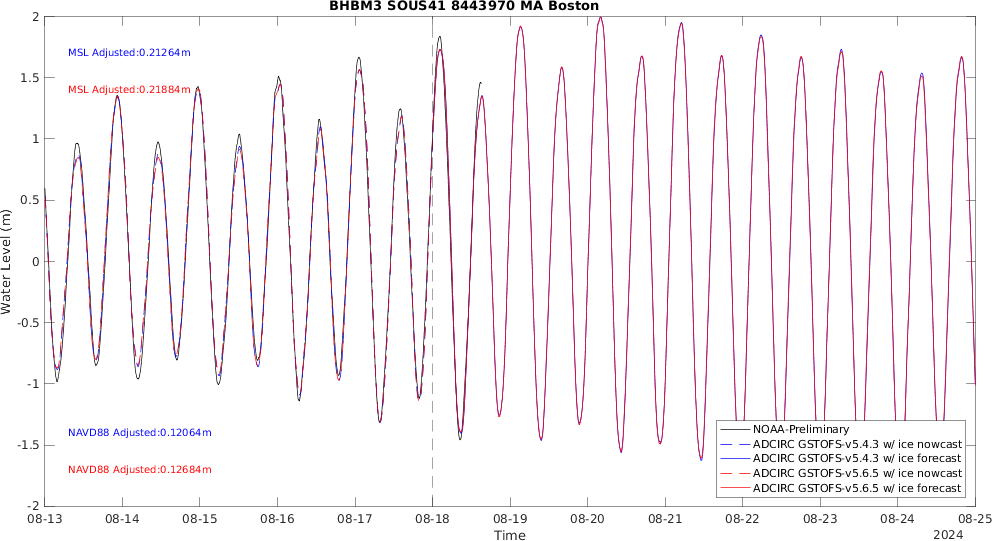 BHBM3 SOUS41 8443970 MA Boston
2
1.5
1
0.5
0
-0.5
-1
-1.5
-2
Water Level (m)
MSL Adjusted:0.21264m
MSL Adjusted:0.21884m
NAVD88 Adjusted:0.12064m
NAVD88 Adjusted:0.12684m
NOAA-Preliminary
ADCIRC GSTOFS-v5.4.3 w/ ice nowcast
ADCIRC GSTOFS-v5.4.3 w/ ice forecast
ADCIRC GSTOFS-v5.6.5 w/ ice nowcast
ADCIRC GSTOFS-v5.6.5 w/ ice forecast
08-13 08-14 08-15 08-16 08-17 08-18 08-19 08-20 08-21 08-22 08-23 08-24 08-25
Time
2024